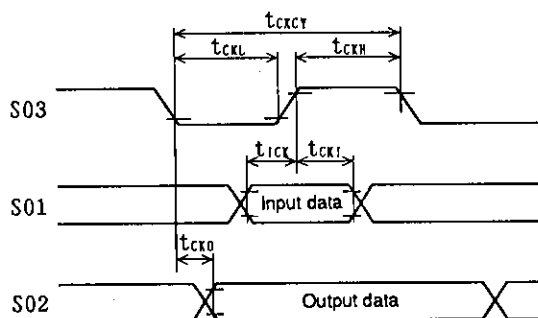 tCKCY
tCKL
tCKH
S03
tICK
tCKI
S01
Input data
tCKO
S02
Output data